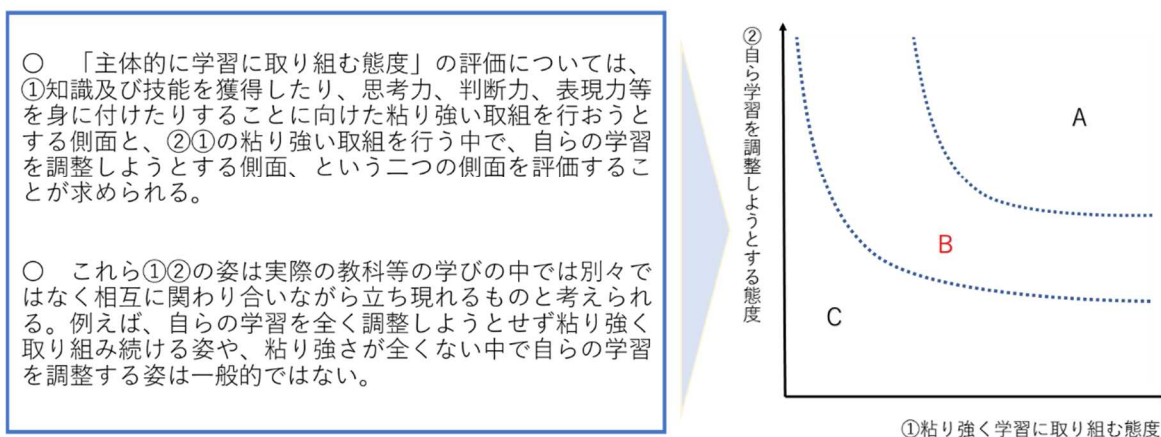 ○　「主体的に学習に取り組む態度」の評価については、
①知識及び技能を獲得したり、思考力、判断力、表現力等
を身に付けたりすることに向けた粘り強い取組を行おうと
する側面と、②①の粘り強い取組を行う中で、自らの学習
を調整しようとする側面、という二つの側面を評価するこ
とが求められる。
○　これら①②の姿は実際の教科等の学びの中では別々で
はなく相互に関わり合いながら立ち現れるものと考えられ
る。例えば、自らの学習を全く調整しようとせず粘り強く
取り組み続ける姿や、粘り強さが全くない中で自らの学習
を調整する姿は一般的ではない。
②自ら学習を調整しようとする態度
A
B
C
①粘り強く学習に取り組む態度